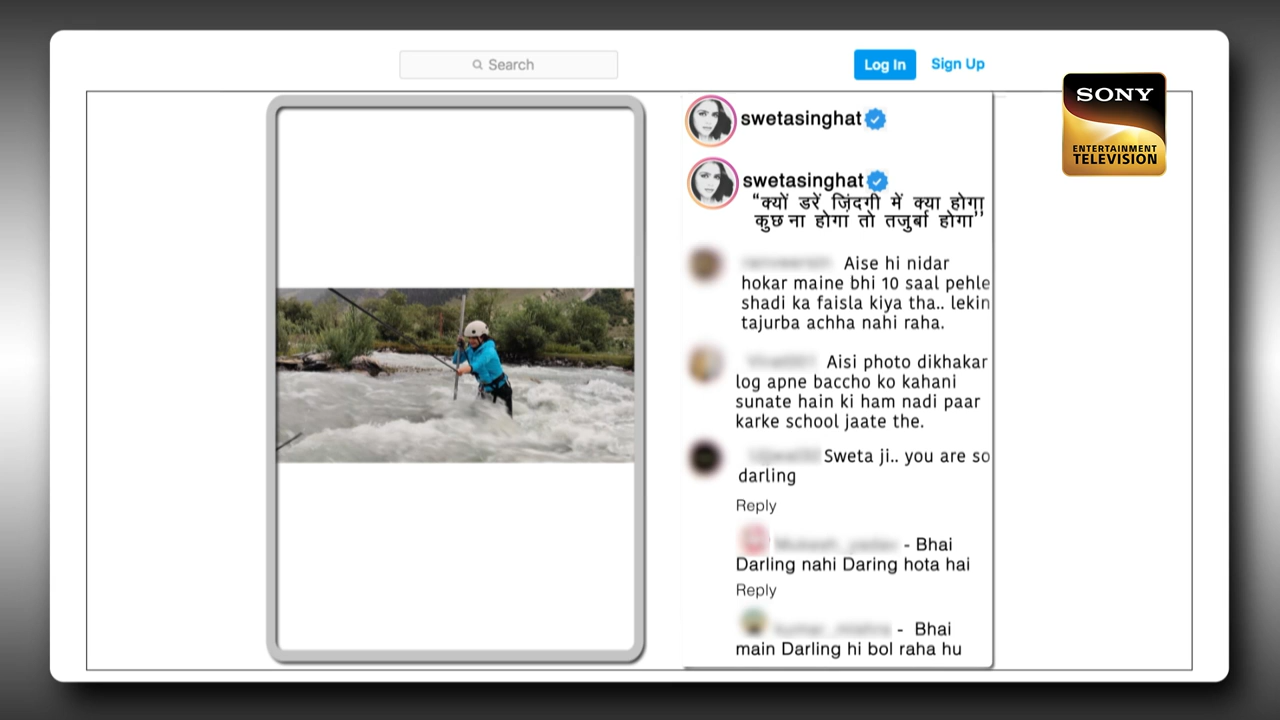 Search
Log In
Sign Up
SONY
ENTERTAINMENT
TELEVISION
swetasinghat
swetasinghat
“क्यों डरें ज़िंदगी में क्या होगा
कुछ ना होगा तो तजुर्बा होगा’’
Aise hi nidar
hokar maine bhi 10 saal pehle
shadi ka faisla kiya tha.. lekin
tajurba achha nahi raha.
Aisi photo dikhakar
log apne baccho ko kahani
sunate hain ki ham nadi paar
karke school jaate the.
Sweta ji.. you are so
darling
Reply
- Bhai
Darling nahi Daring hota hai
Reply
- Bhai
main Darling hi bol raha hu